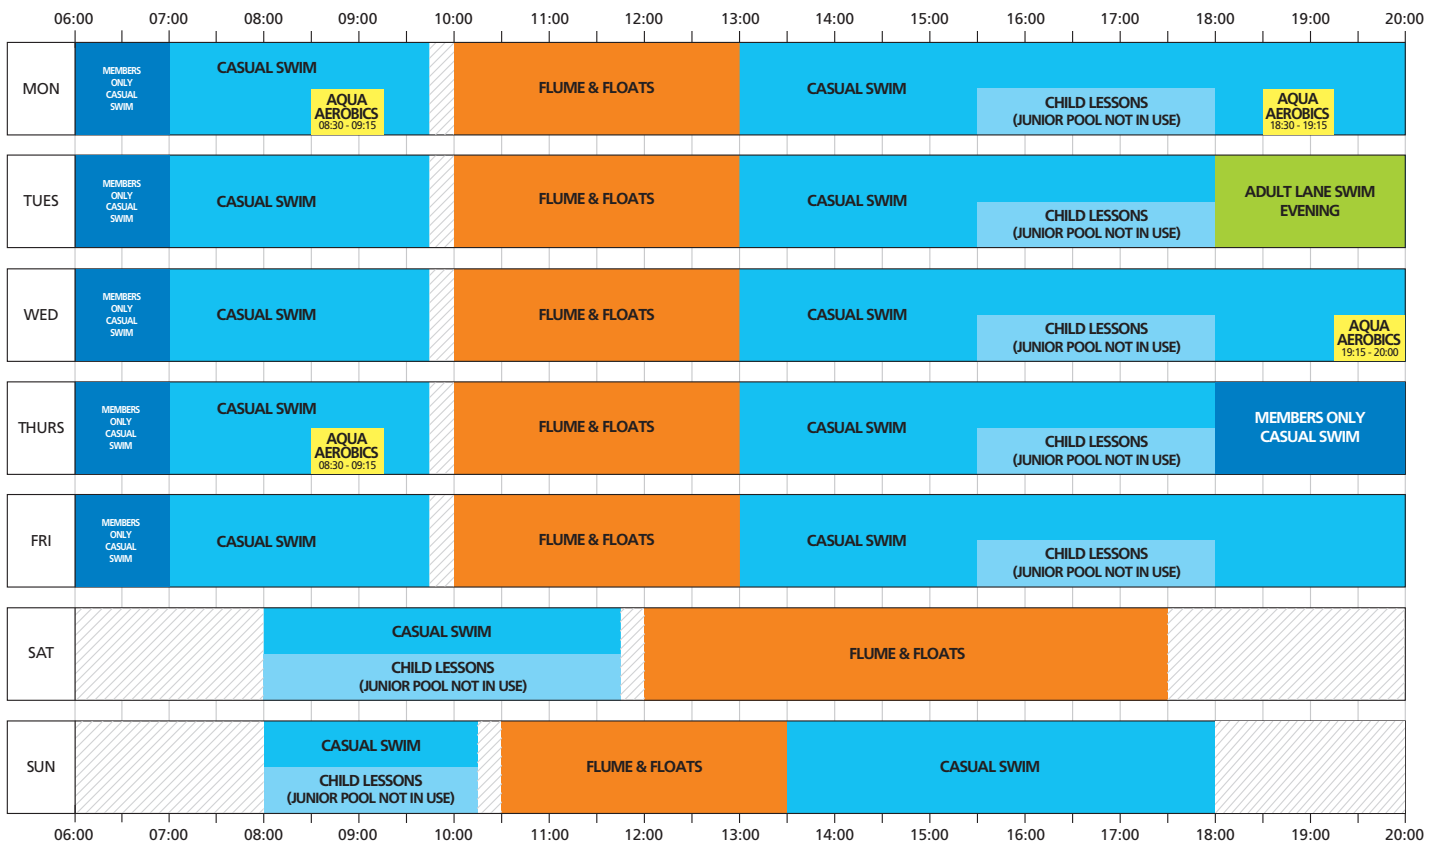 06:00 07:00 08:00 09:00 10:00 11:00 12:00 13:00 14:00 15:00 16:00 17:00 18:00 19:00 20:00
MON
MEMBERS
ONLY
CASUAL
SWIM
CASUAL SWIM
AQUA
AEROBICS
08:30 - 09:15
FLUME & FLOATS
CASUAL SWIM
CHILD LESSONS
(JUNIOR POOL NOT IN USE)
AQUA
AEROBICS
18:30 - 19:15
TUES
MEMBERS
ONLY
CASUAL
SWIM
CASUAL SWIM
FLUME & FLOATS
CASUAL SWIM
CHILD LESSONS
(JUNIOR POOL NOT IN USE)
ADULT LANE SWIM
EVENING
WED
MEMBERS
ONLY
CASUAL
SWIM
CASUAL SWIM
FLUME & FLOATS
CASUAL SWIM
CHILD LESSONS
(JUNIOR POOL NOT IN USE)
AQUA
AEROBICS
19:15 - 20:00
THURS
MEMBERS
ONLY
CASUAL
SWIM
CASUAL SWIM
AQUA
AEROBICS
08:30 - 09:15
FLUME & FLOATS
CASUAL SWIM
CHILD LESSONS
(JUNIOR POOL NOT IN USE)
MEMBERS ONLY
CASUAL SWIM
FRI
MEMBERS
ONLY
CASUAL
SWIM
CASUAL SWIM
FLUME & FLOATS
CASUAL SWIM
CHILD LESSONS
(JUNIOR POOL NOT IN USE)
SAT
CASUAL SWIM
CHILD LESSONS
(JUNIOR POOL NOT IN USE)
FLUME & FLOATS
SUN
CASUAL SWIM
CHILD LESSONS
(JUNIOR POOL NOT IN USE)
FLUME & FLOATS
CASUAL SWIM
06:00 07:00 08:00 09:00 10:00 11:00 12:00 13:00 14:00 15:00 16:00 17:00 18:00 19:00 20:00